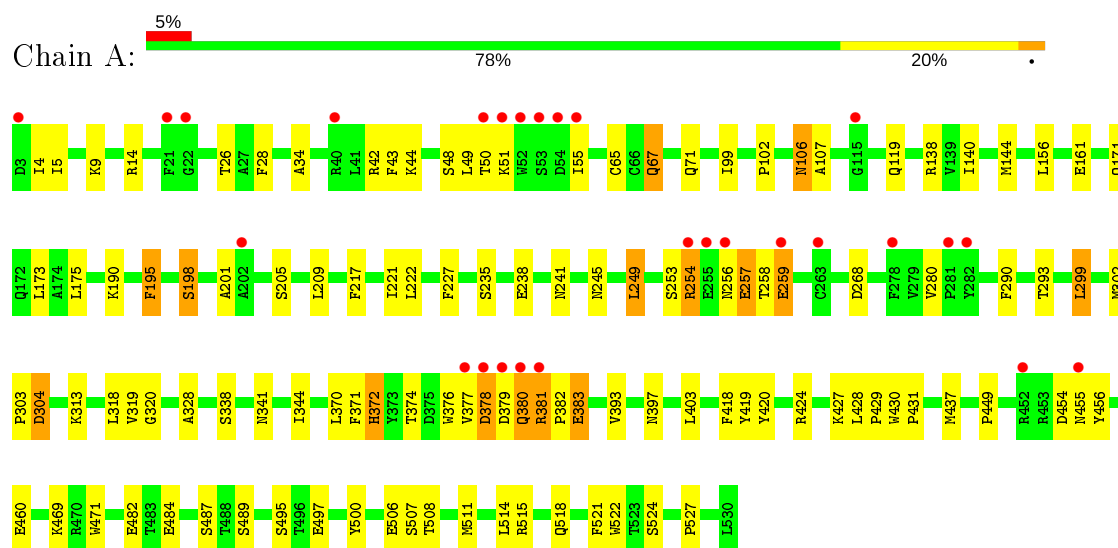 5%
Chain A:
78% 20% •
D3 I4 I5 K9 R14 F21 G22 T26 A27 F28 A34 R40 L41 R42 F43 K44 S48 L49 T50 K51 W52 S53 D54 I55 C65 C66 Q67 Q71 I99 P102 N106 A107 G115 Q119 R138 V139 I140 M144 L156 E161 Q171
Q172 L173 A174 L175 K190 F195 S198 A201 A202 S205 L209 F217 I221 L222 F227 S235 E238 N241 N245 L249 S253 R254 E255 N256 E257 T258 E259 C263 D268 F278 V279 V280 P281 Y282 F290 T293 L299 M302
P303 D304 K313 L318 V319 G320 A328 S338 N341 I344 L370 F371 H372 Y373 T374 D375 W376 V377 D378 D379 Q380 R381 P382 E383 V393 N397 L403 F418 Y419 Y420 R424 K427 L428 P429 W430 P431 M437 P449 R452 R453 D454 N455 Y456
E460 K469 R470 W471 E482 T483 E484 S487 T488 S489 S495 T496 E497 Y500 E506 S507 T508 M511 L514 R515 Q518 F521 W522 T523 S524 P527 L530